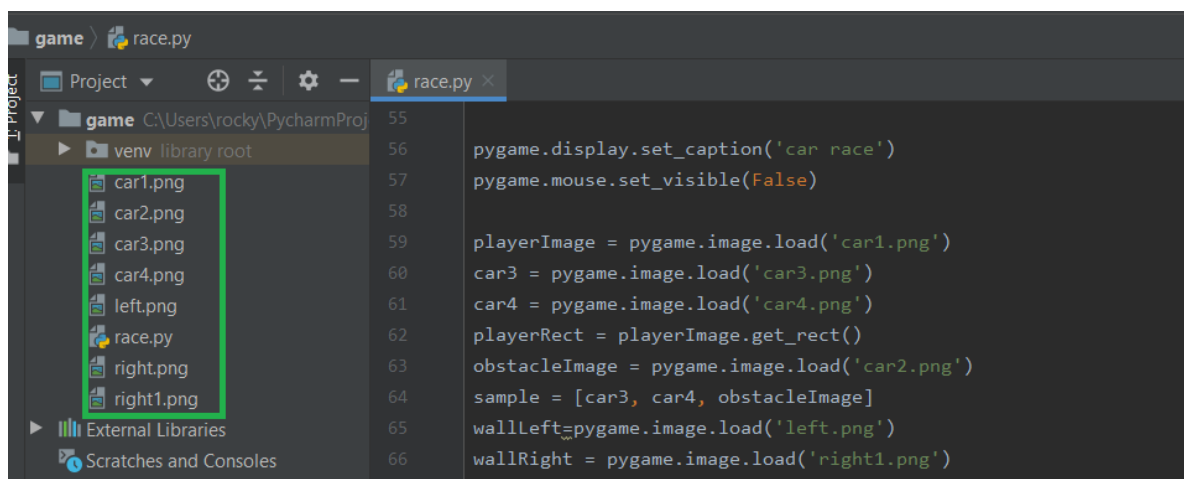 game > race.py
1: Project
Project
race.py
game C:\Users\rocky\PycharmProj
venv library root
car1.png
car2.png
car3.png
car4.png
left.png
race.py
right.png
right1.png
External Libraries
Scratches and Consoles
55
56 pygame.display.set_caption('car race')
57 pygame.mouse.set_visible(False)
58
59 playerImage = pygame.image.load('car1.png')
60 car3 = pygame.image.load('car3.png')
61 car4 = pygame.image.load('car4.png')
62 playerRect = playerImage.get_rect()
63 obstacleImage = pygame.image.load('car2.png')
64 sample = [car3, car4, obstacleImage]
65 wallLeft=pygame.image.load('left.png')
66 wallRight = pygame.image.load('right1.png')